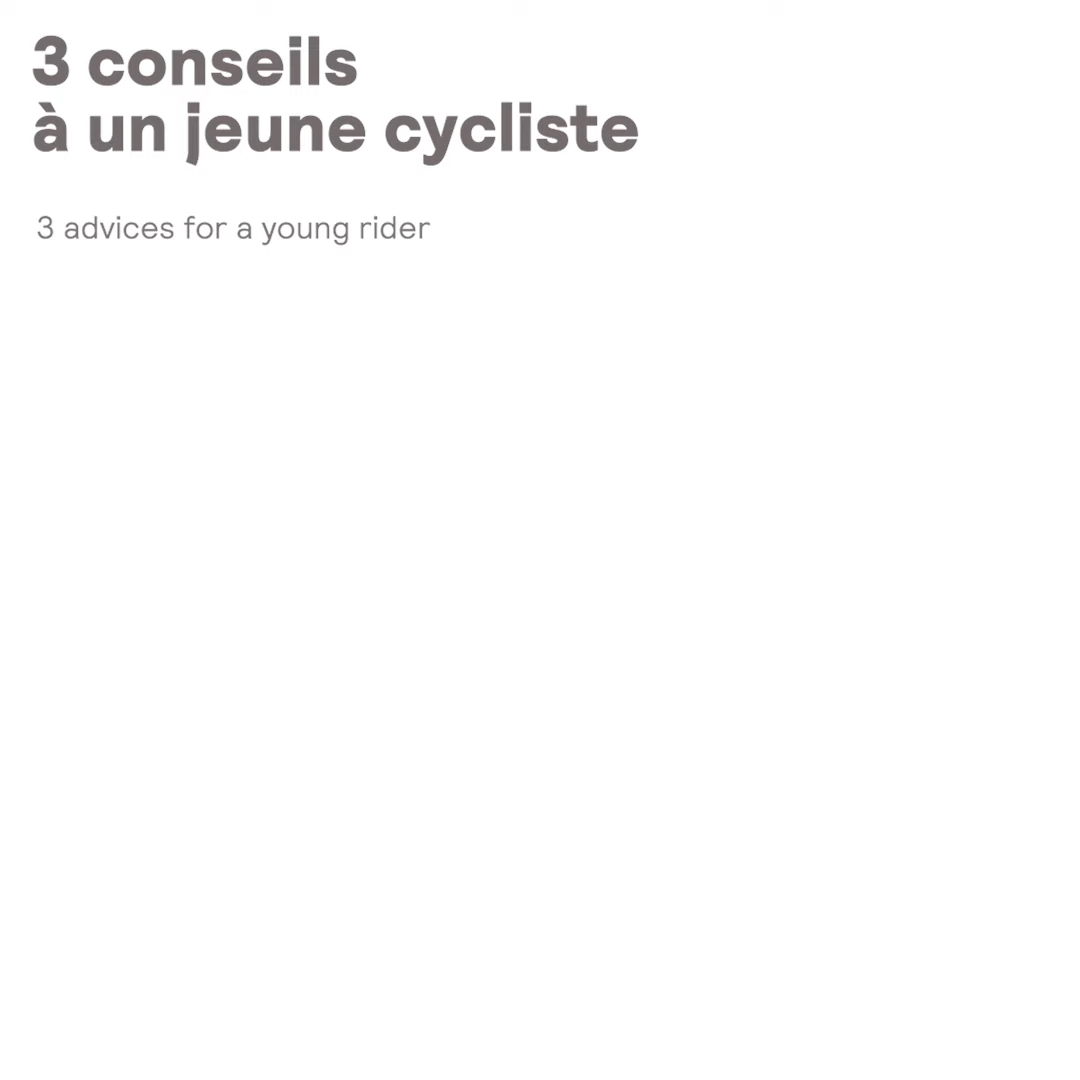 3 conseils
à un jeune cycliste
3 advices for a young rider